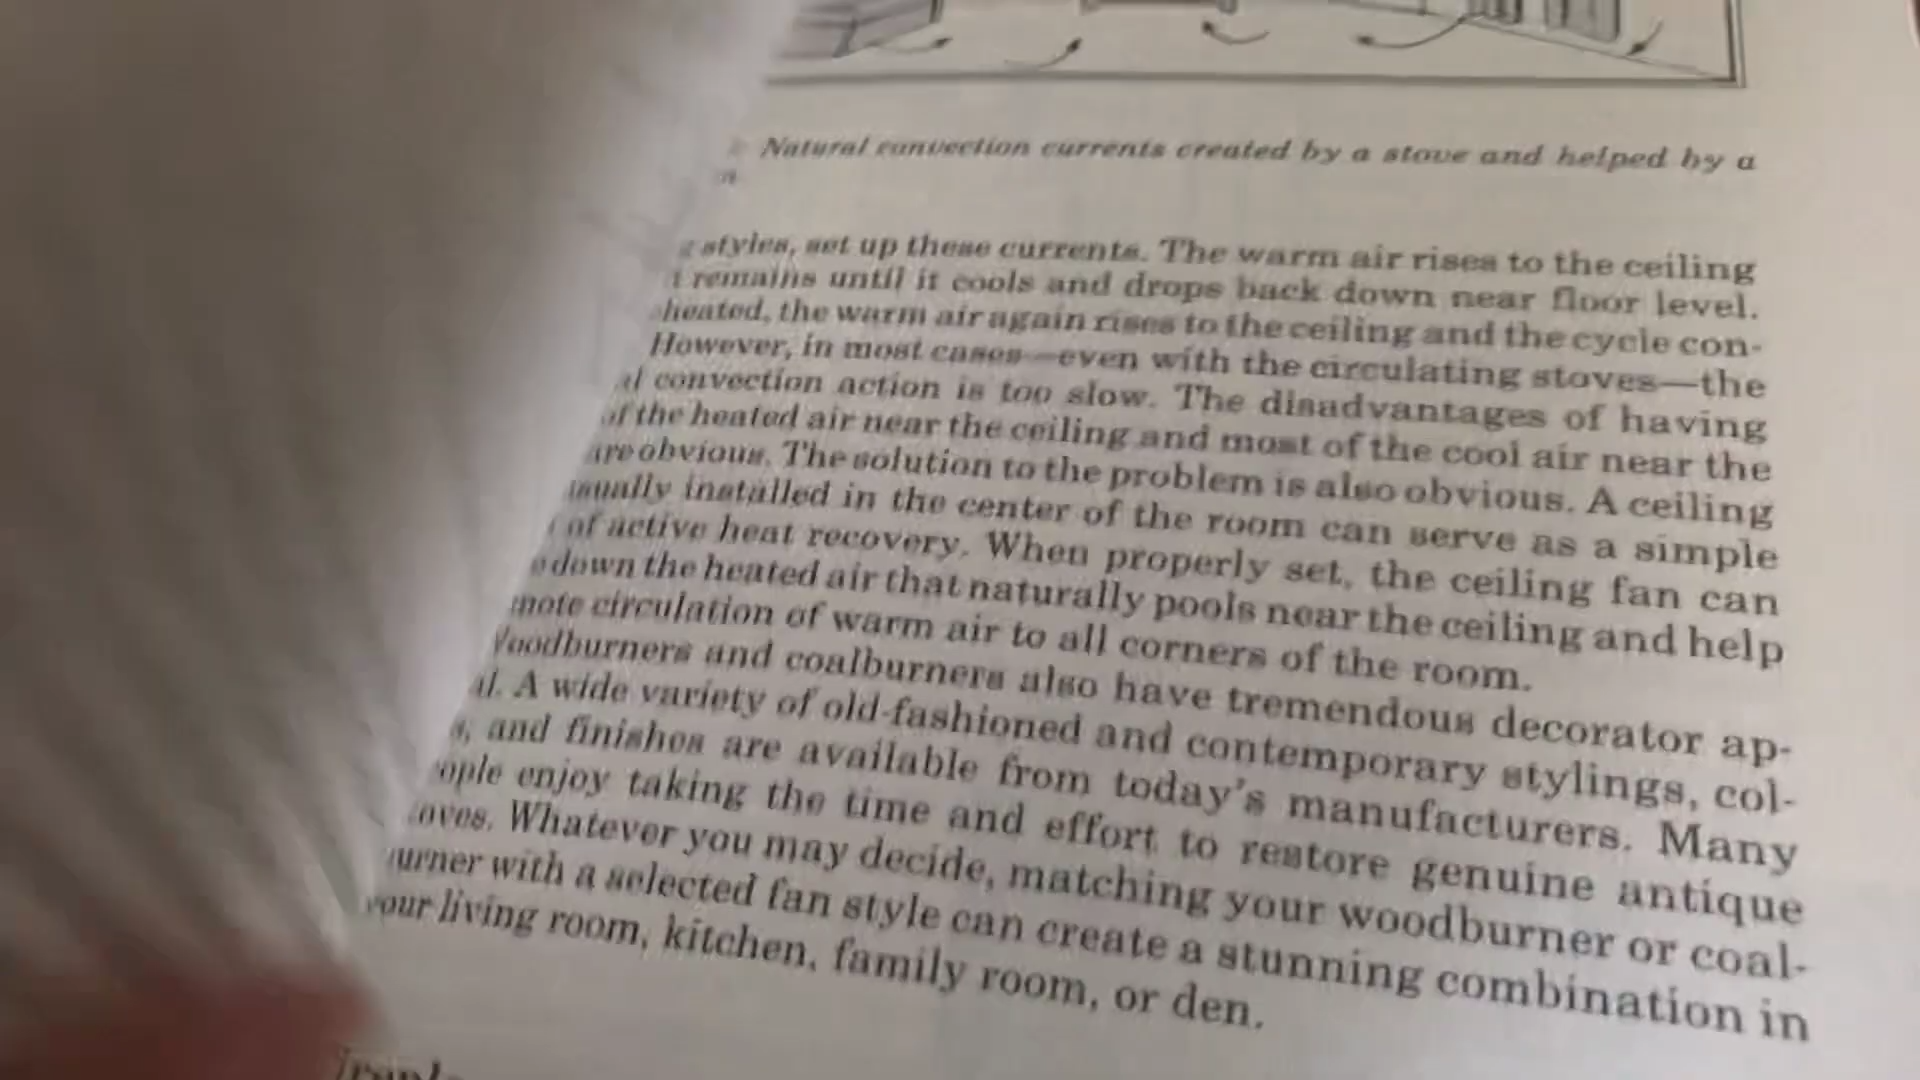 Natural convection currents created by a stove and helped by a
styles, set up these currents. The warm air rises to the ceiling
remains until it cools and drops back down near floor level.
heated, the warm air again rises to the ceiling and the cycle con-
However, in most cases—even with the circulating stoves—the
convection action is too slow. The disadvantages of having
of the heated air near the ceiling and most of the cool air near the
are obvious. The solution to the problem is also obvious. A ceiling
usually installed in the center of the room can serve as a simple
of active heat recovery. When properly set, the ceiling fan can
down the heated air that naturally pools near the ceiling and help
circulation of warm air to all corners of the room.
Woodburners and coalburners also have tremendous decorator ap-
A wide variety of old-fashioned and contemporary stylings, col-
and finishes are available from today's manufacturers. Many
enjoy taking the time and effort to restore genuine antique
Whatever you may decide, matching your woodburner or coal-
with a selected fan style can create a stunning combination in
your living room, kitchen, family room, or den.